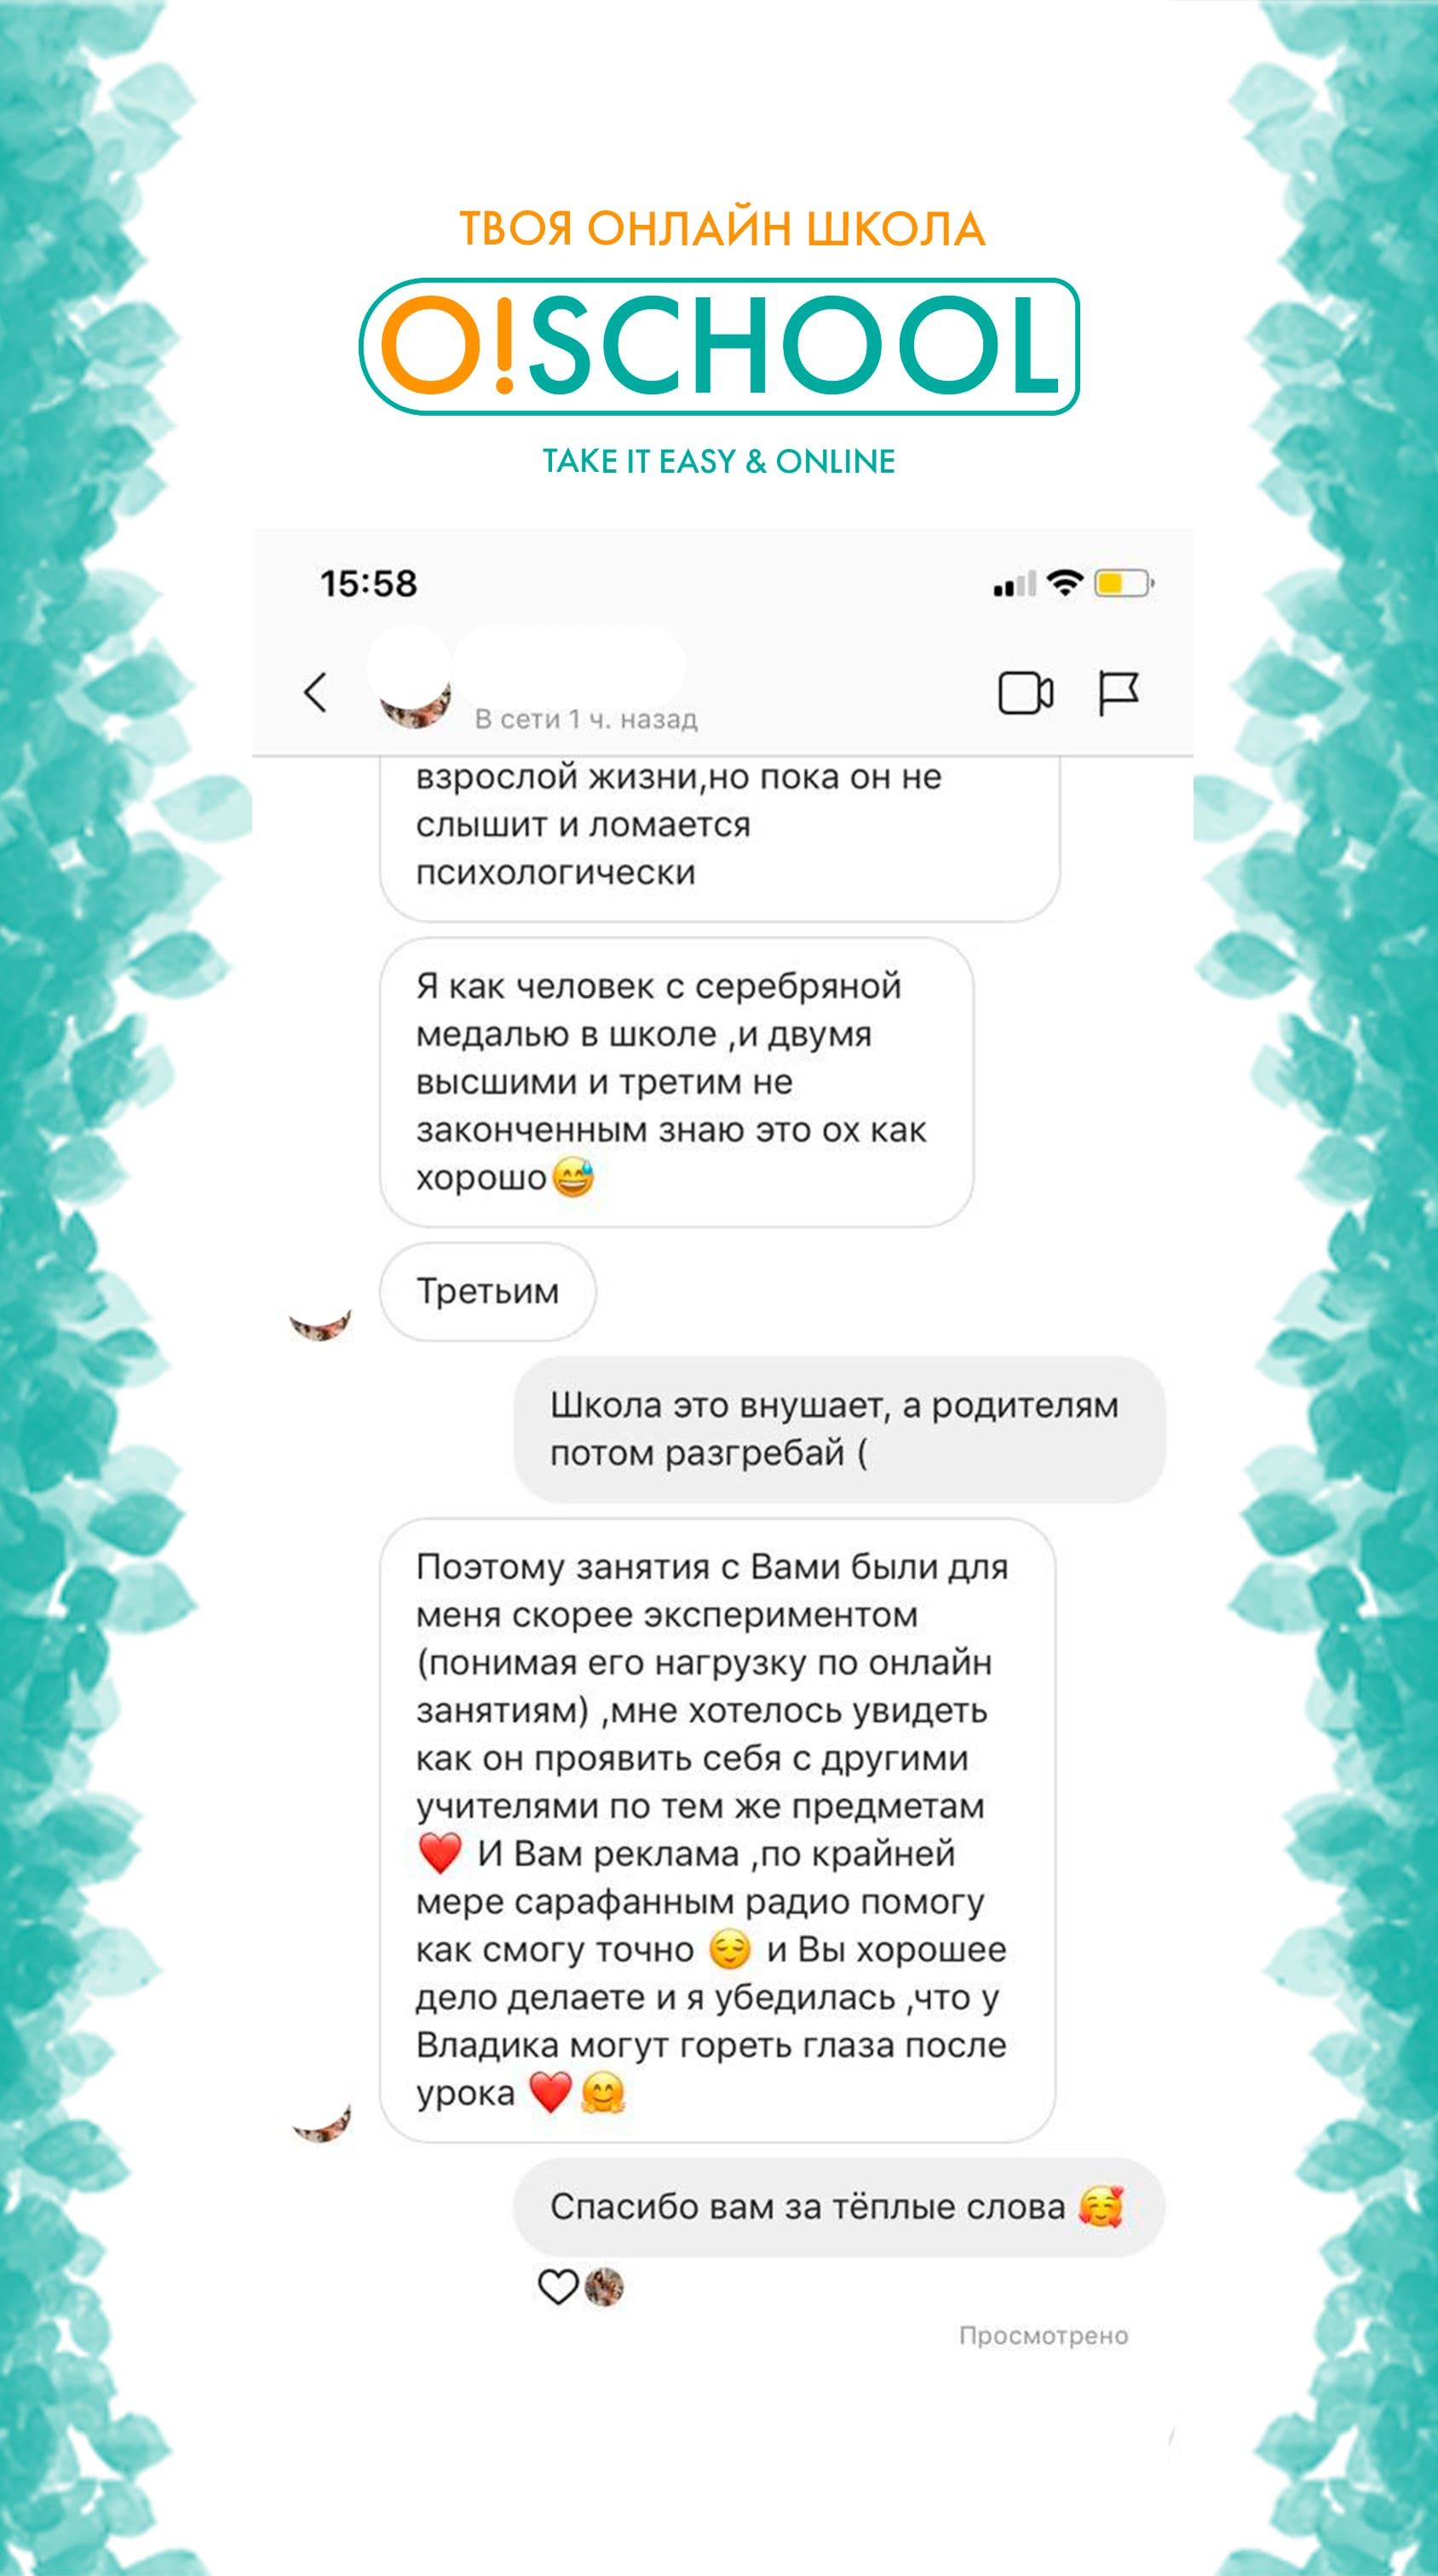 ТВОЯ ОНЛАЙН ШКОЛА
O!SCHOOL
TAKE IT EASY & ONLINE
15:58
В сети 1 ч. назад
взрослой жизни,но пока он не
слышит и ломается
психологически
Я как человек с серебряной
медалью в школе ,и двумя
высшими и третим не
законченным знаю это ох как
хорошо😅
Третьим
Школа это внушает, а родителям
потом разгребай (
Поэтому занятия с Вами были для
меня скорее экспериментом
(понимая его нагрузку по онлайн
занятиям) ,мне хотелось увидеть
как он проявить себя с другими
учителями по тем же предметам
❤️ И Вам реклама ,по крайней
мере сарафанным радио помогу
как смогу точно 😌 и Вы хорошее
дело делаете и я убедилась ,что у
Владика могут гореть глаза после
урока ❤️🤗
Спасибо вам за тёплые слова 🥰
Просмотрено